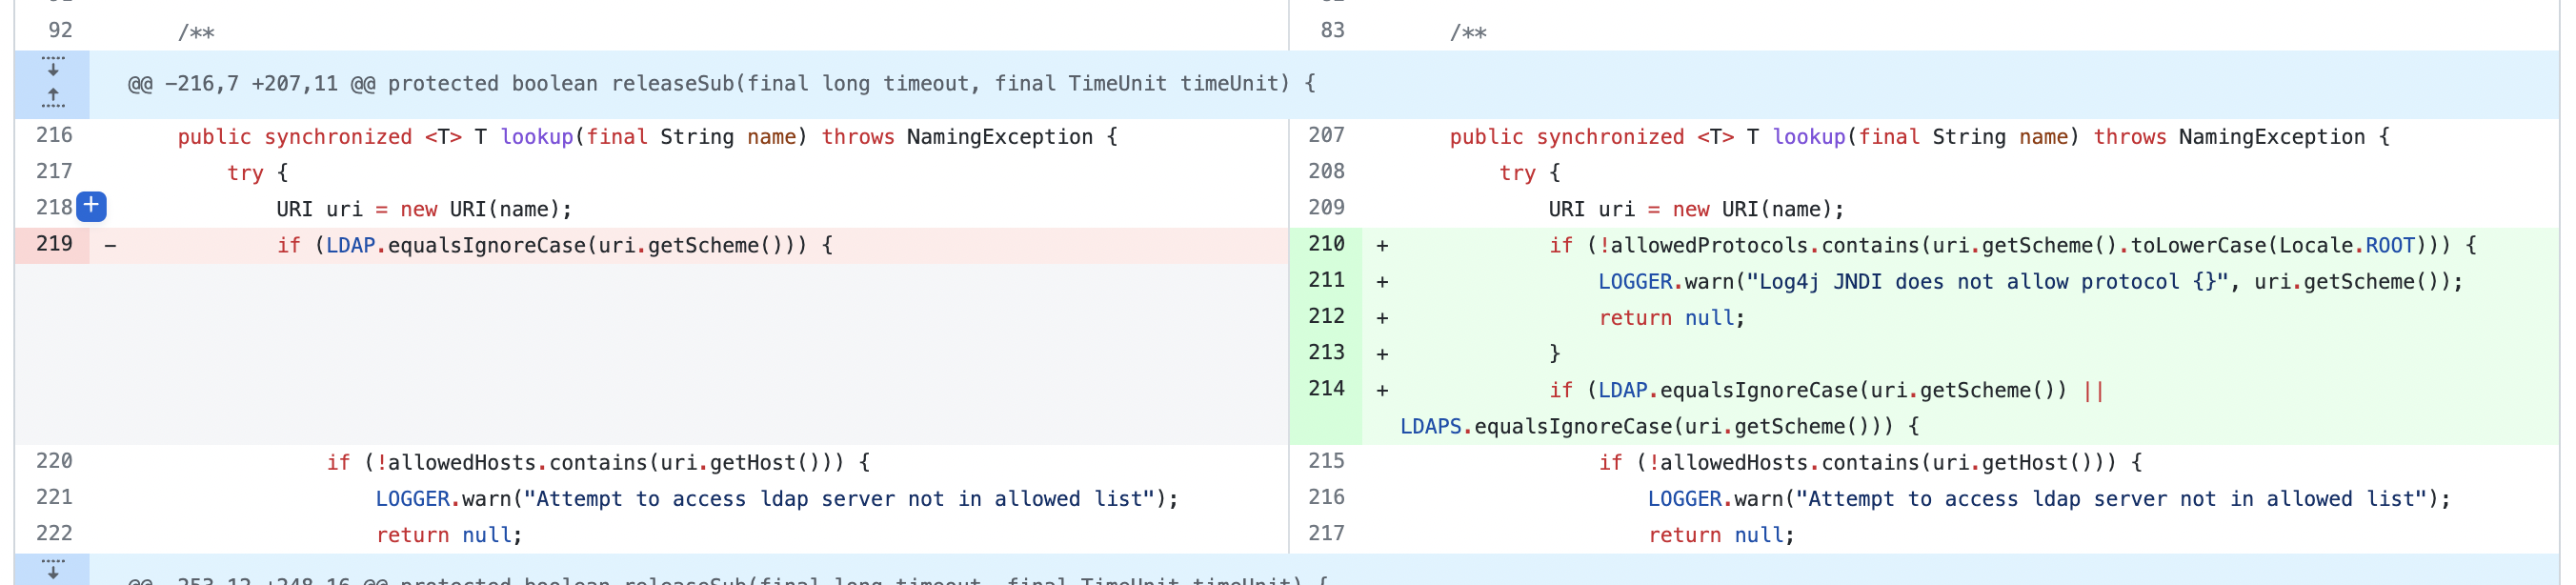 92 /**
83 /**
@@ -216,7 +207,11 @@ protected boolean releaseSub(final long timeout, final TimeUnit timeUnit) {
216 public synchronized <T> T lookup(final String name) throws NamingException {
217 try {
218 + URI uri = new URI(name);
219 - if (LDAP.equalsIgnoreCase(uri.getScheme())) {
220 if (!allowedHosts.contains(uri.getHost())) {
221 LOGGER.warn("Attempt to access ldap server not in allowed list");
222 return null;
207 public synchronized <T> T lookup(final String name) throws NamingException {
208 try {
209 URI uri = new URI(name);
210 + if (!allowedProtocols.contains(uri.getScheme().toLowerCase(Locale.ROOT))) {
211 + LOGGER.warn("Log4j JNDI does not allow protocol {}", uri.getScheme());
212 + return null;
213 + }
214 + if (LDAP.equalsIgnoreCase(uri.getScheme()) ||
LDAPS.equalsIgnoreCase(uri.getScheme())) {
215 if (!allowedHosts.contains(uri.getHost())) {
216 LOGGER.warn("Attempt to access ldap server not in allowed list");
217 return null;
@@ -253,12 +248,16 @@ protected boolean releaseSub(final long timeout, final TimeUnit timeUnit) {